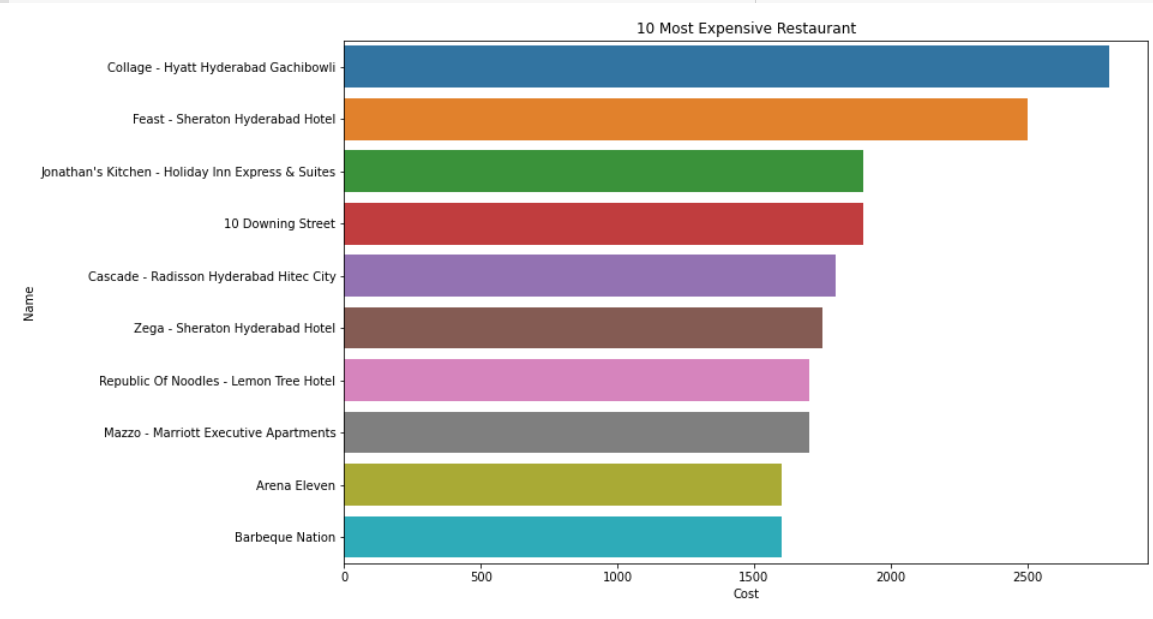 10 Most Expensive Restaurant
Collage - Hyatt Hyderabad Gachibowli
Feast - Sheraton Hyderabad Hotel
Jonathan's Kitchen - Holiday Inn Express & Suites
10 Downing Street
Cascade - Radisson Hyderabad Hitec City
Name
Zega - Sheraton Hyderabad Hotel
Republic Of Noodles - Lemon Tree Hotel
Mazzo - Marriott Executive Apartments
Arena Eleven
Barbeque Nation
0 500 1000 1500 2000 2500
Cost